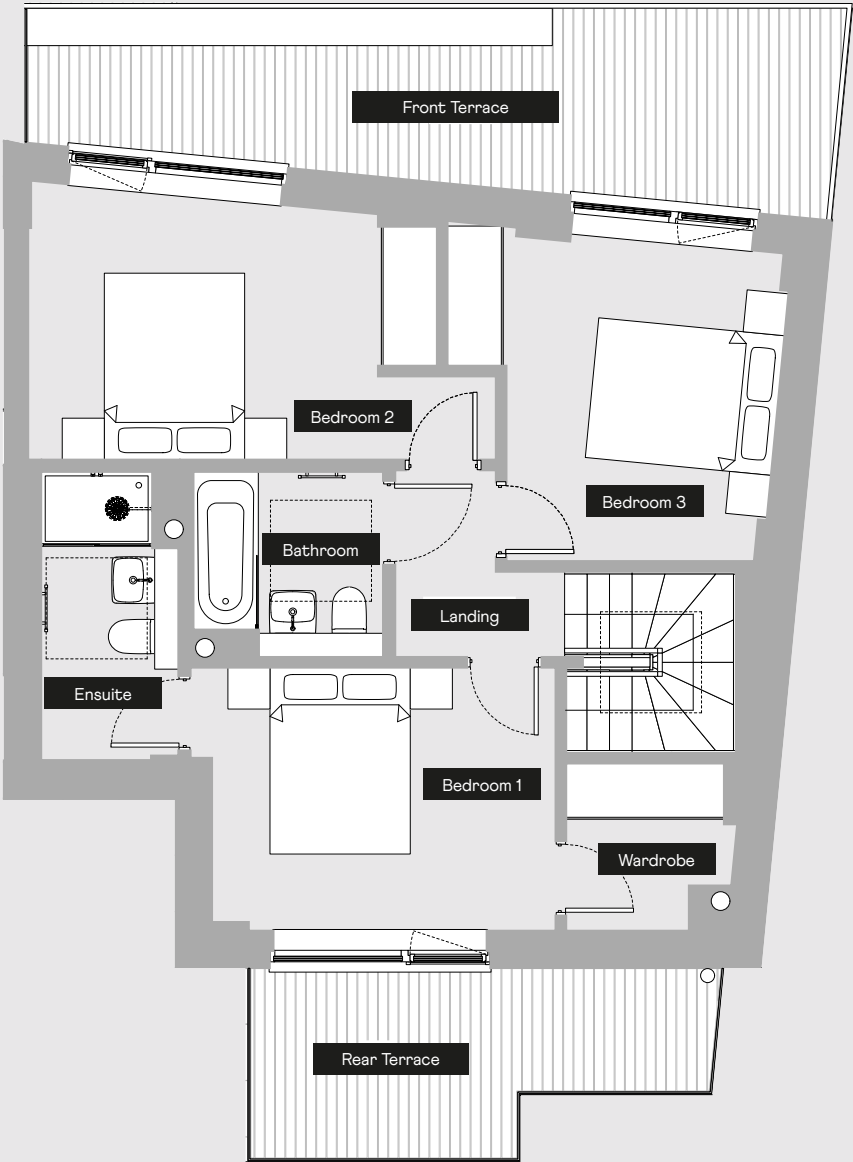 Front Terrace
Bedroom 2
Bedroom 3
Bathroom
Landing
Ensuite
Bedroom 1
Wardrobe
Rear Terrace